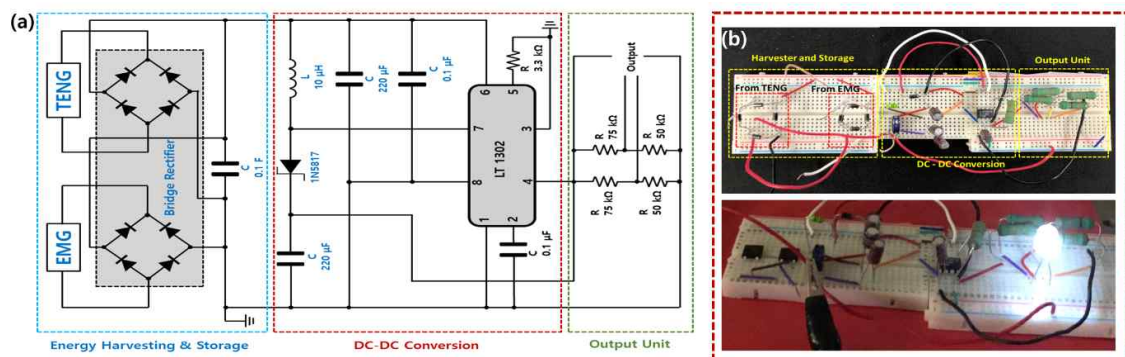 (a)
TENG
EMG
Bridge Rectifier
C
0.1 F
Energy Harvesting & Storage
L
10 μH
1N5817
C
220 μF
C
220 μF
C
0.1 μF
R
3.3 kΩ
6
5
7
3
8
4
1
2
LT 1302
C
0.1 μF
DC-DC Conversion
Output
R
75 kΩ
R
50 kΩ
R
75 kΩ
R
50 kΩ
Output Unit
(b)
Harvester and Storage
Output Unit
From TENG
From EMG
DC - DC Conversion